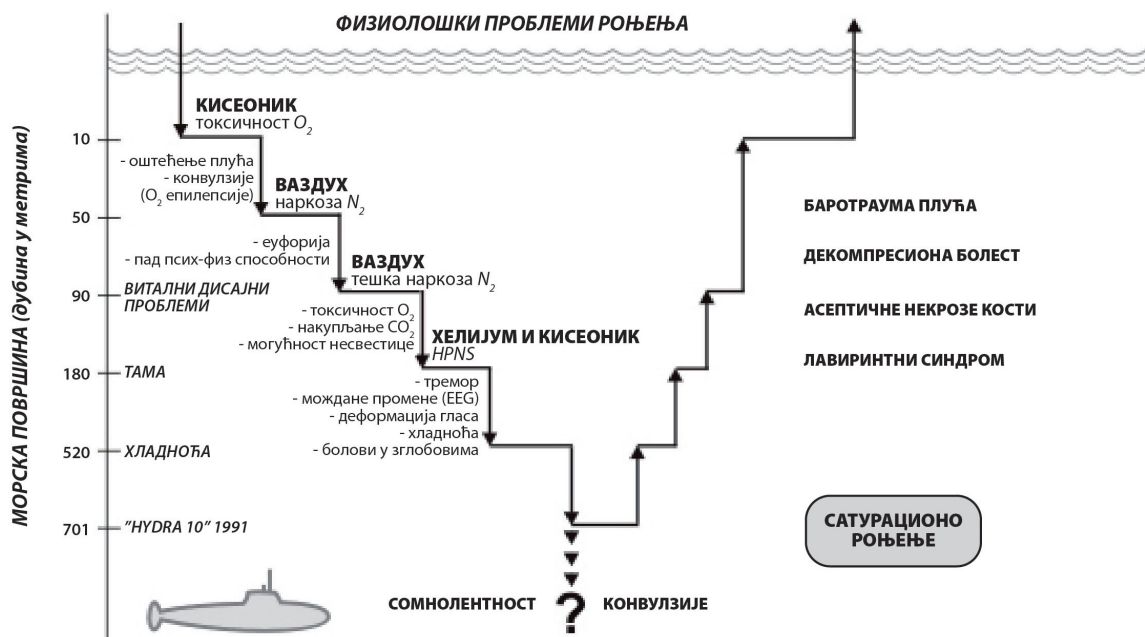 ФИЗИОЛОШКИ ПРОБЛЕМИ РОЊЕЊА
МОРСКА ПОВРШИНА (дубина у метрима)
КИСЕОНИК
токсичност O₂
10
- оштећење плућа
- конвулзије
(O₂ епилепсије)
ВАЗДУХ
наркоза N₂
50
- еуфорија
- пад псих-физ способности
ВАЗДУХ
тешка наркоза N₂
90
ВИТАЛНИ ДИСАЈНИ
ПРОБЛЕМИ
- токсичност O₂
- накупљање CO₂
- могућност несвестице
ХЕЛИЈУМ И КИСЕОНИК
HPNS
180
ТАМА
- тремор
- мождане промене (EEG)
- деформација гласа
- хладноћа
- болови у зглобовима
520
ХЛАДНОЋА
701
"HYDRA 10" 1991
БАРОТРАУМА ПЛУЋА
ДЕКОМПРЕСИОНА БОЛЕСТ
АСЕПТИЧНЕ НЕКРОЗЕ КОСТИ
ЛАВИРИНТНИ СИНДРОМ
САТУРАЦИОНО
РОЊЕЊЕ
СОМНОЛЕНТНОСТ ? КОНВУЛЗИЈЕ